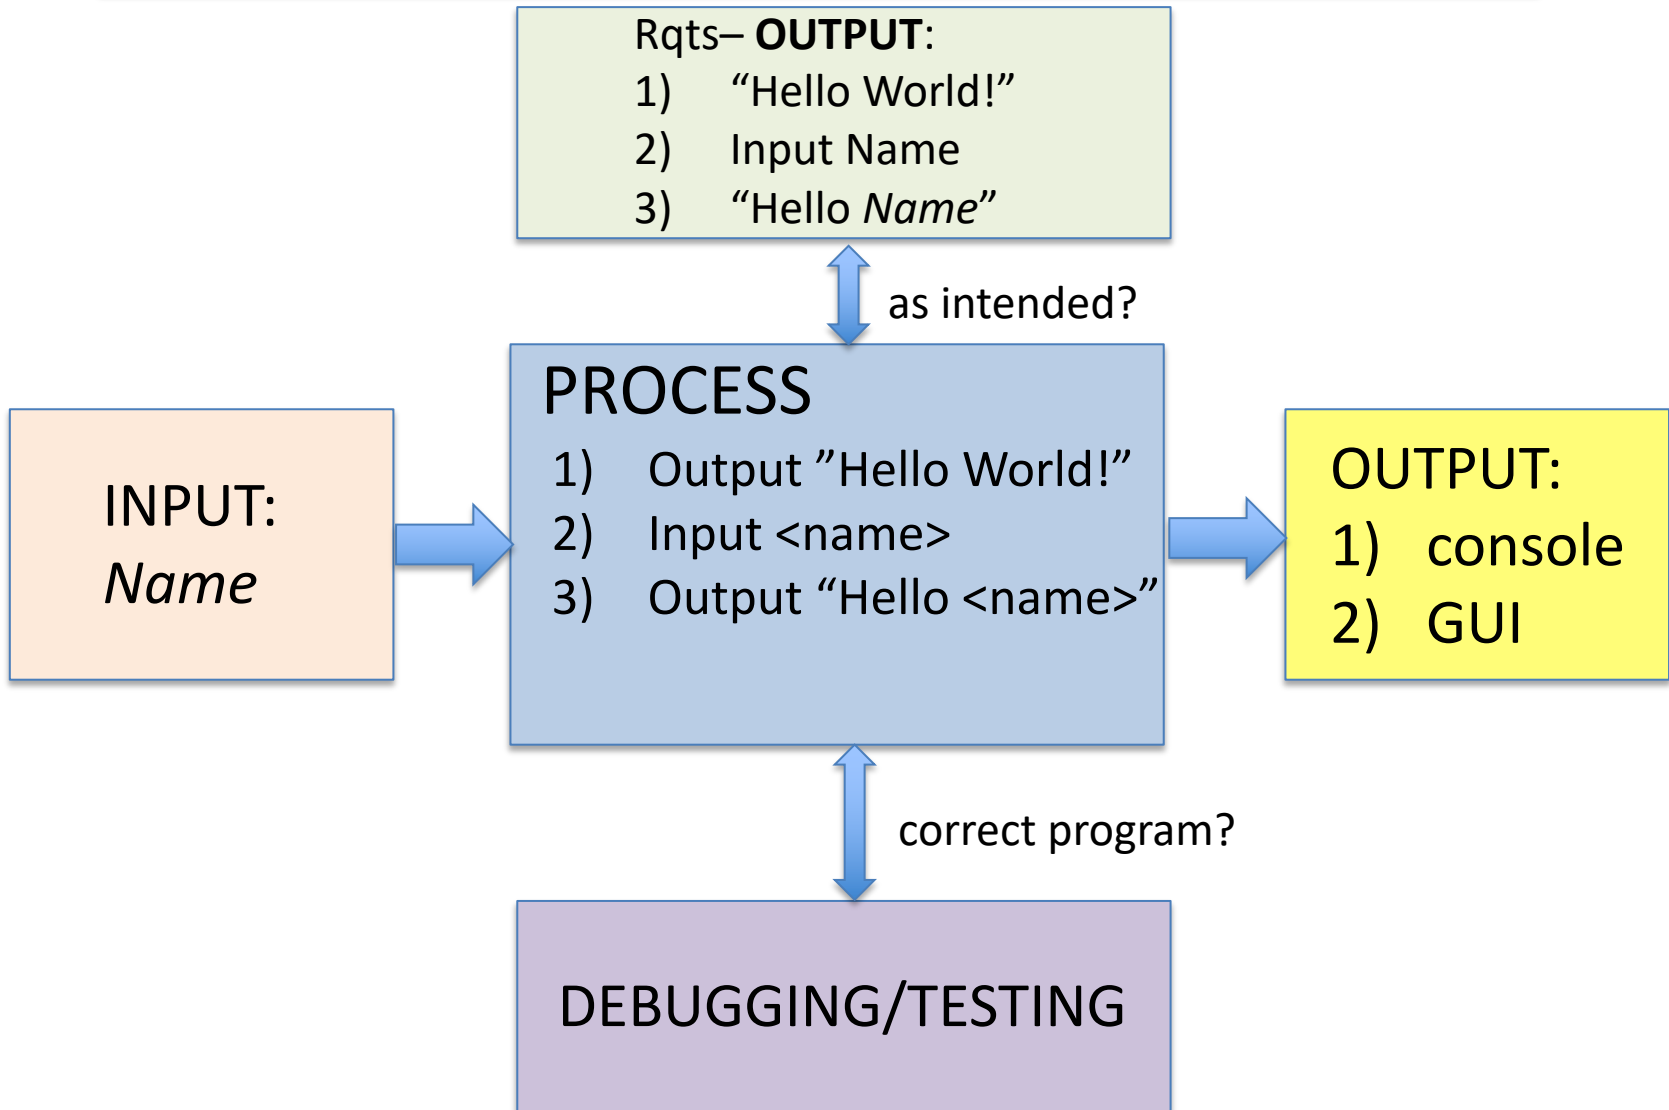 Rqts– OUTPUT:
1) “Hello World!”
2) Input Name
3) “Hello Name”
as intended?
PROCESS
1) Output ”Hello World!”
2) Input <name>
3) Output “Hello <name>”
INPUT:
Name
OUTPUT:
1) console
2) GUI
correct program?
DEBUGGING/TESTING